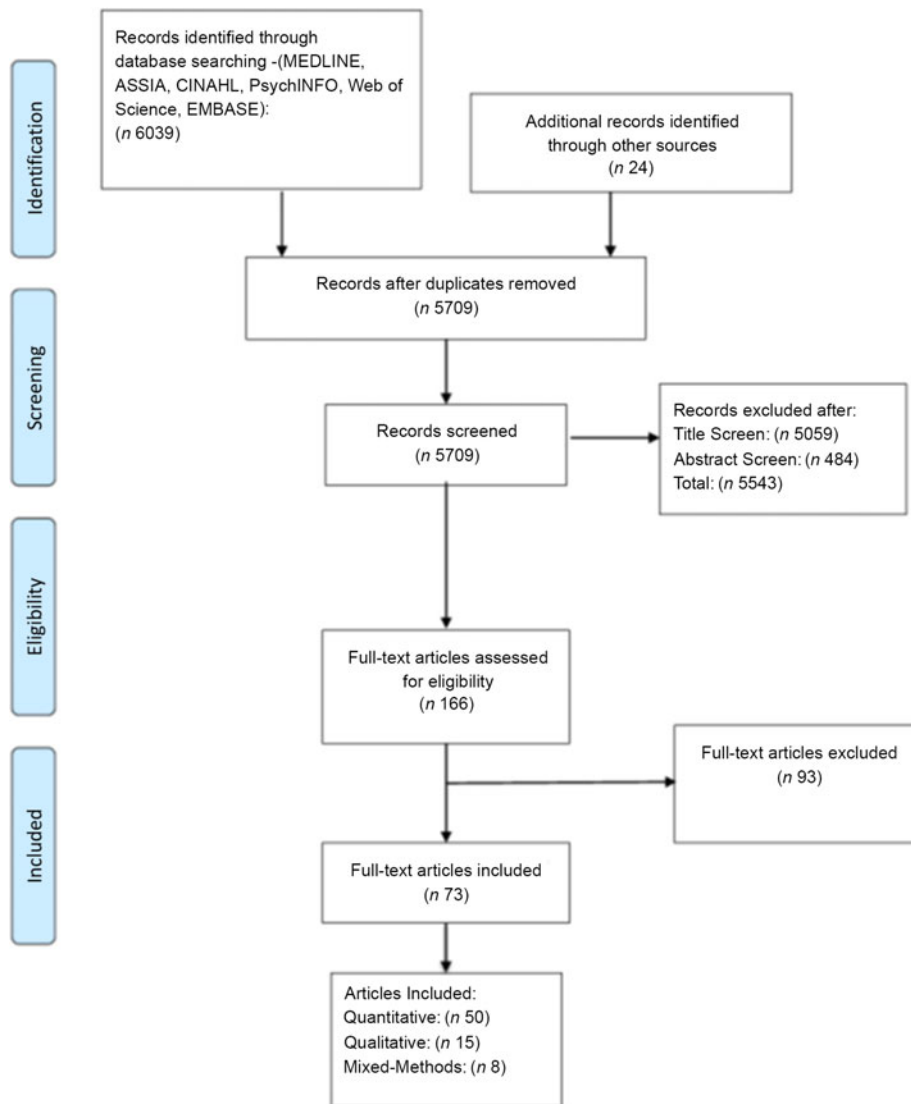 Identification
Records identified through
database searching -(MEDLINE,
ASSIA, CINAHL, PsychINFO, Web of
Science, EMBASE):
(n 6039)
Additional records identified
through other sources
(n 24)
Records after duplicates removed
(n 5709)
Screening
Records screened
(n 5709)
Records excluded after:
Title Screen: (n 5059)
Abstract Screen: (n 484)
Total: (n 5543)
Eligibility
Full-text articles assessed
for eligibility
(n 166)
Full-text articles excluded
(n 93)
Included
Full-text articles included
(n 73)
Articles Included:
Quantitative: (n 50)
Qualitative: (n 15)
Mixed-Methods: (n 8)